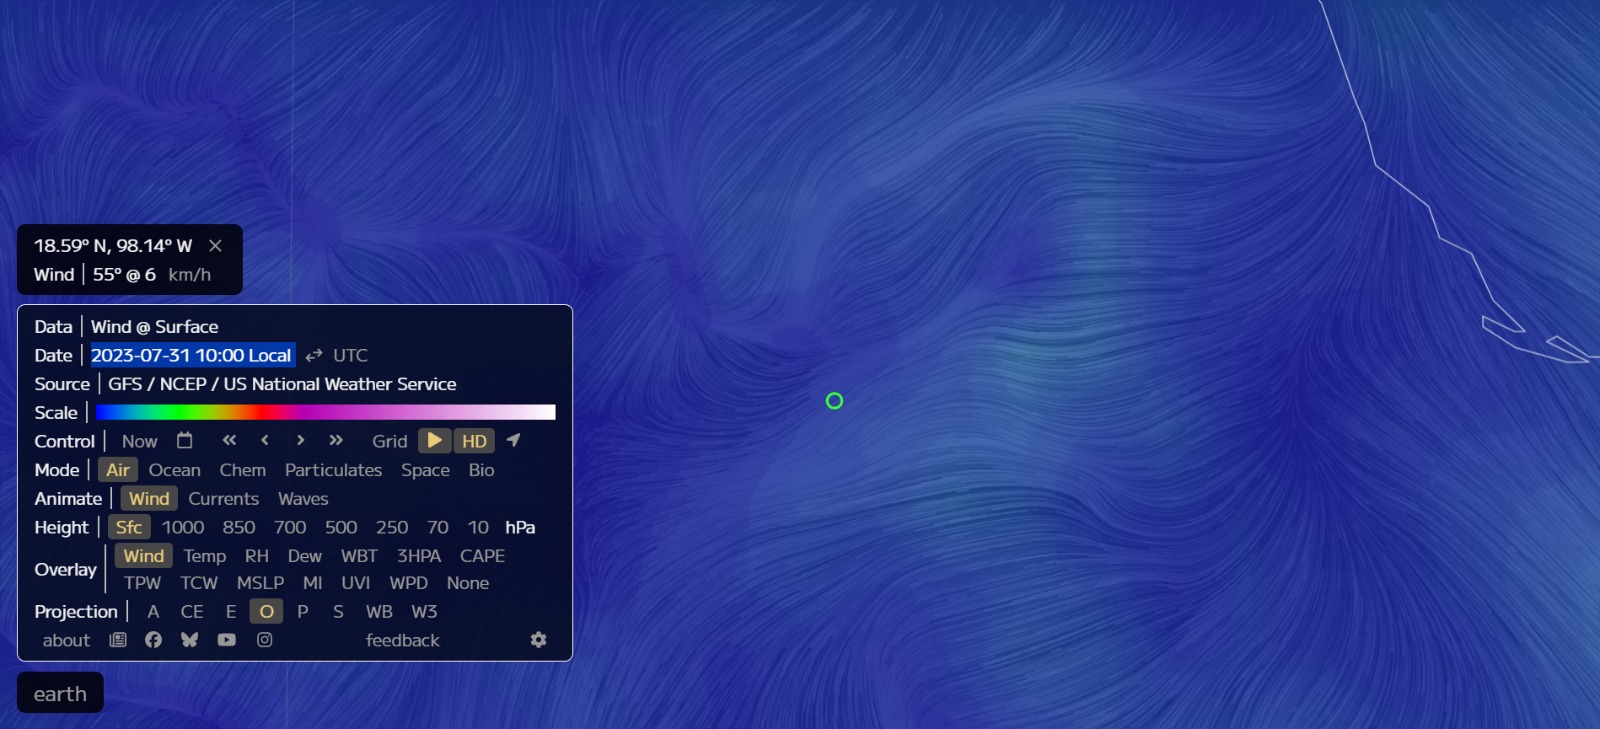 18.59° N, 98.14° W ×
Wind | 55° @ 6 km/h
Data | Wind @ Surface
Date | 2023-07-31 10:00 Local ⇄ UTC
Source | GFS / NCEP / US National Weather Service
Scale |
Control | Now « ‹ › » Grid HD
Mode | Air Ocean Chem Particulates Space Bio
Animate | Wind Currents Waves
Height | Sfc 1000 850 700 500 250 70 10 hPa
Overlay | Wind Temp RH Dew WBT 3HPA CAPE
TPW TCW MSLP MI UVI WPD None
Projection | A CE E O P S WB W3
about feedback
earth